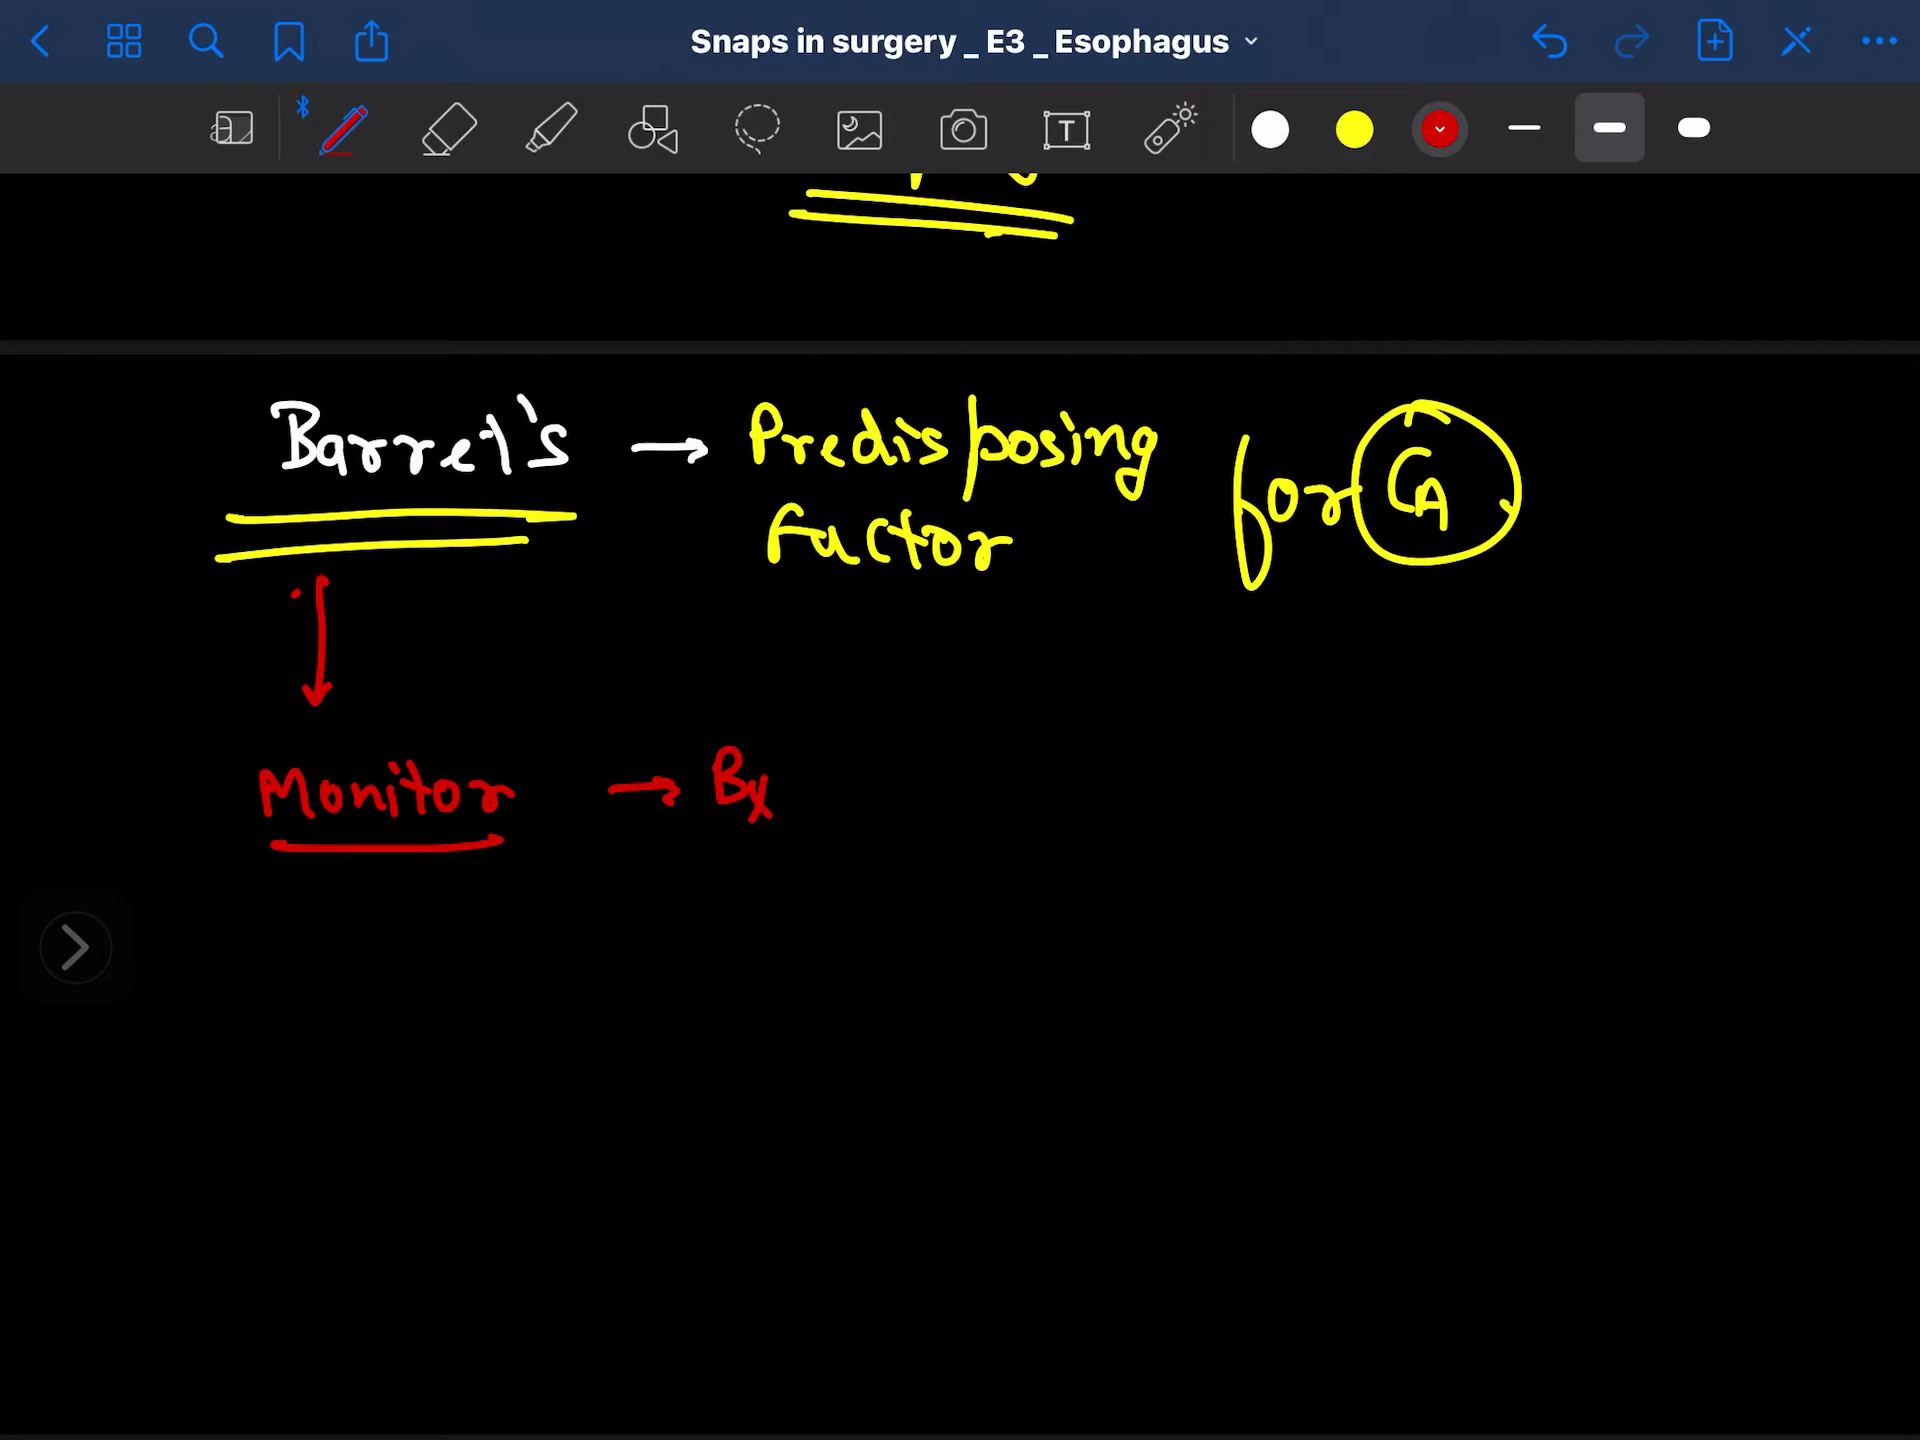 Snaps in surgery _ E3 _ Esophagus
T
Barret's → Predisposing factor for CA
Monitor → Bx